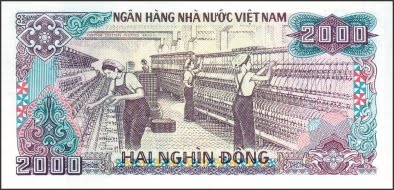 NGÂN HÀNG NHÀ NƯỚC VIỆT NAM
2000
2000
HAI NGHÌN ĐỒNG